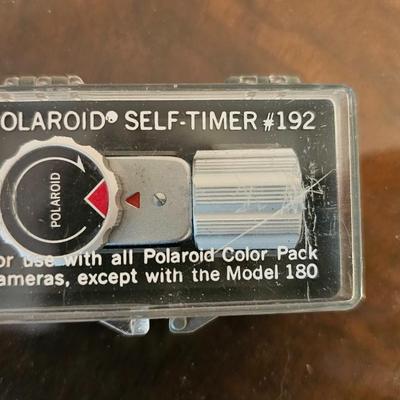 OLAROID® SELF-TIMER #192
POLAROID
or use with all Polaroid Color Pack
ameras, except with the Model 180